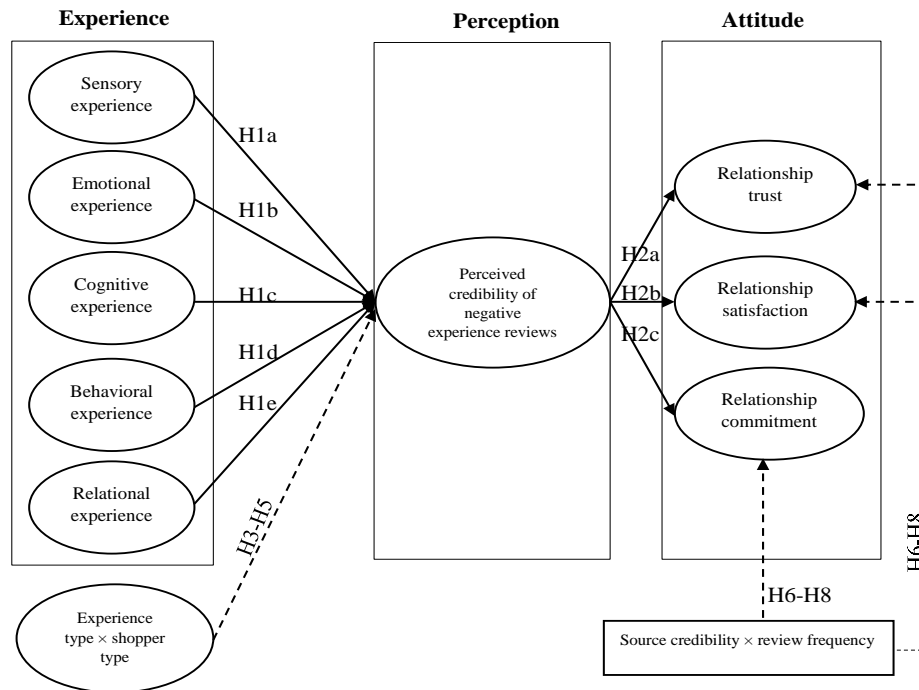 Experience
Perception
Attitude
Sensory
experience
H1a
Emotional
experience
H1b
Cognitive
experience
H1c
Behavioral
experience
H1d
Relational
experience
H1e
Experience
type × shopper
type
H3-H5
Perceived
credibility of
negative
experience reviews
H2a
H2b
H2c
Relationship
trust
Relationship
satisfaction
Relationship
commitment
H6-H8
H6-H8
Source credibility × review frequency